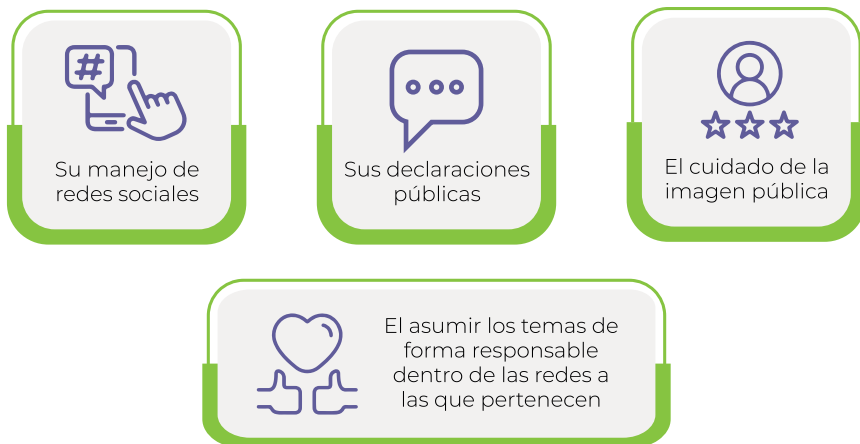 #
Su manejo de
redes sociales
Sus declaraciones
públicas
El cuidado de la
imagen pública
El asumir los temas de
forma responsable
dentro de las redes a
las que pertenecen